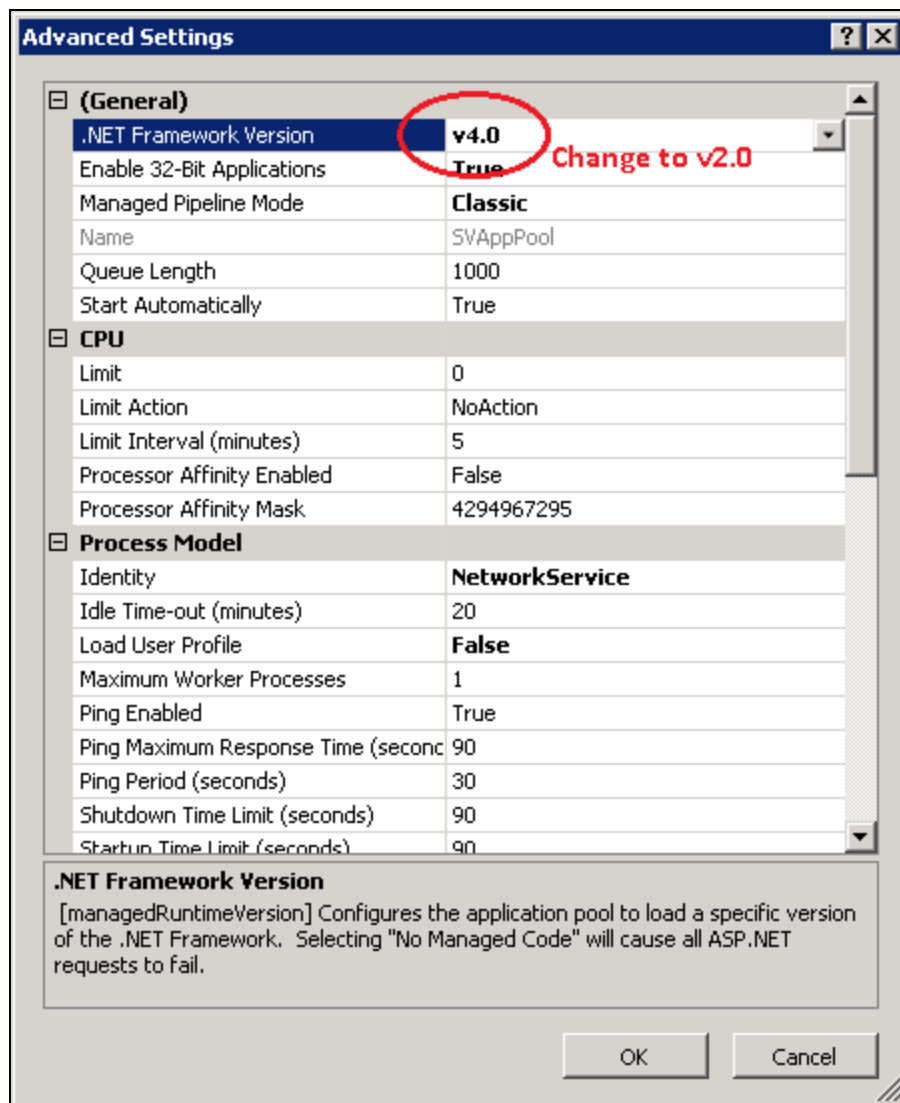 Advanced Settings
(General)
.NET Framework Version v4.0
Change to v2.0
Enable 32-Bit Applications True
Managed Pipeline Mode Classic
Name SVAppPool
Queue Length 1000
Start Automatically True
CPU
Limit 0
Limit Action NoAction
Limit Interval (minutes) 5
Processor Affinity Enabled False
Processor Affinity Mask 4294967295
Process Model
Identity NetworkService
Idle Time-out (minutes) 20
Load User Profile False
Maximum Worker Processes 1
Ping Enabled True
Ping Maximum Response Time (seconc 90
Ping Period (seconds) 30
Shutdown Time Limit (seconds) 90
Startup Time Limit (seconds) 90
.NET Framework Version
[managedRuntimeVersion] Configures the application pool to load a specific version
of the .NET Framework. Selecting "No Managed Code" will cause all ASP.NET
requests to fail.
OK Cancel